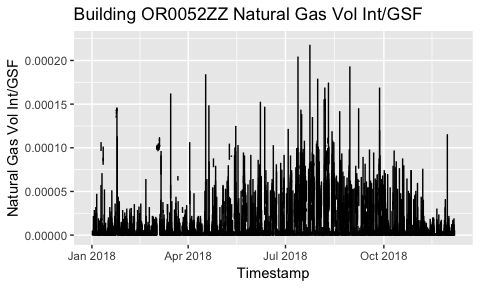 Building OR0052ZZ Natural Gas Vol Int/GSF
Natural Gas Vol Int/GSF
0.00020
0.00015
0.00010
0.00005
0.00000
Jan 2018 Apr 2018 Jul 2018 Oct 2018
Timestamp